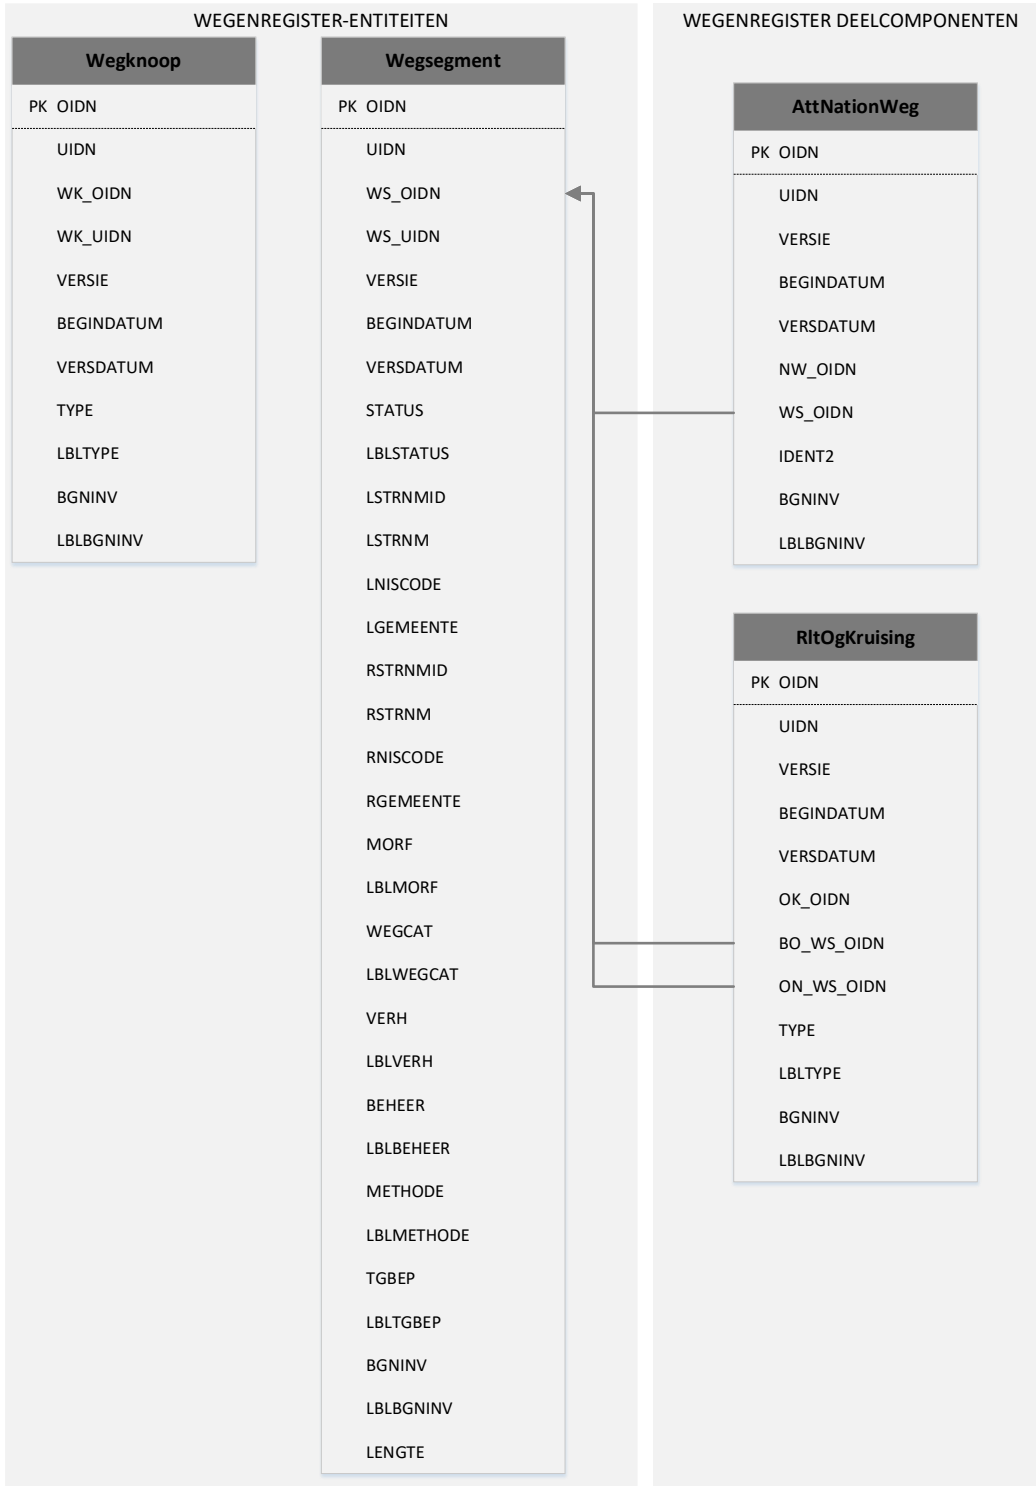 WEGENREGISTER-ENTITEITEN
Wegknoop
PK OIDN
UIDN
WK_OIDN
WK_UIDN
VERSIE
BEGINDATUM
VERSDATUM
TYPE
LBLTYPE
BGNINV
LBLBGNINV
Wegsegment
PK OIDN
UIDN
WS_OIDN
WS_UIDN
VERSIE
BEGINDATUM
VERSDATUM
STATUS
LBLSTATUS
LSTRNMID
LSTRNM
LNISCODE
LGEMEENTE
RSTRNMID
RSTRNM
RNISCODE
RGEMEENTE
MORF
LBLMORF
WEGCAT
LBLWEGCAT
VERH
LBLVERH
BEHEER
LBLBEHEER
METHODE
LBLMETHODE
TGBEP
LBLTGBEP
BGNINV
LBLBGNINV
LENGTE
WEGENREGISTER DEELCOMPONENTEN
AttNationWeg
PK OIDN
UIDN
VERSIE
BEGINDATUM
VERSDATUM
NW_OIDN
WS_OIDN
IDENT2
BGNINV
LBLBGNINV
RltOgKruising
PK OIDN
UIDN
VERSIE
BEGINDATUM
VERSDATUM
OK_OIDN
BO_WS_OIDN
ON_WS_OIDN
TYPE
LBLTYPE
BGNINV
LBLBGNINV